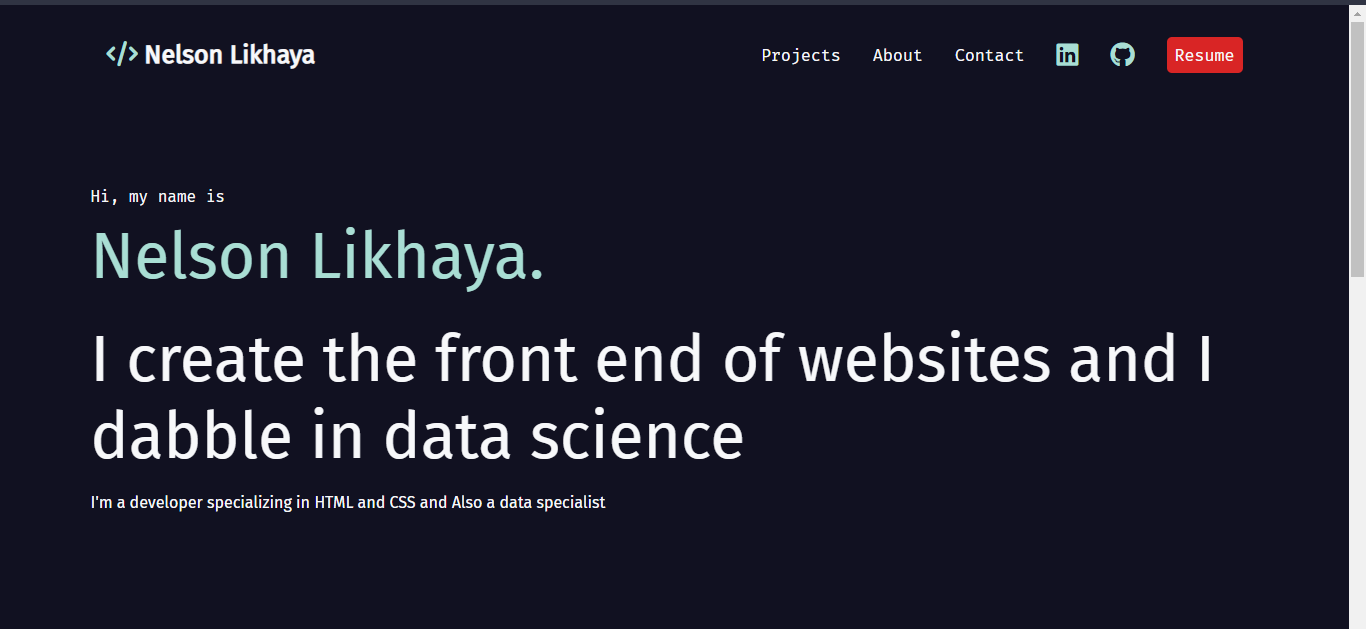 </> Nelson Likhaya
Projects About Contact in Resume
Hi, my name is
Nelson Likhaya.
I create the front end of websites and I
dabble in data science
I'm a developer specializing in HTML and CSS and Also a data specialist